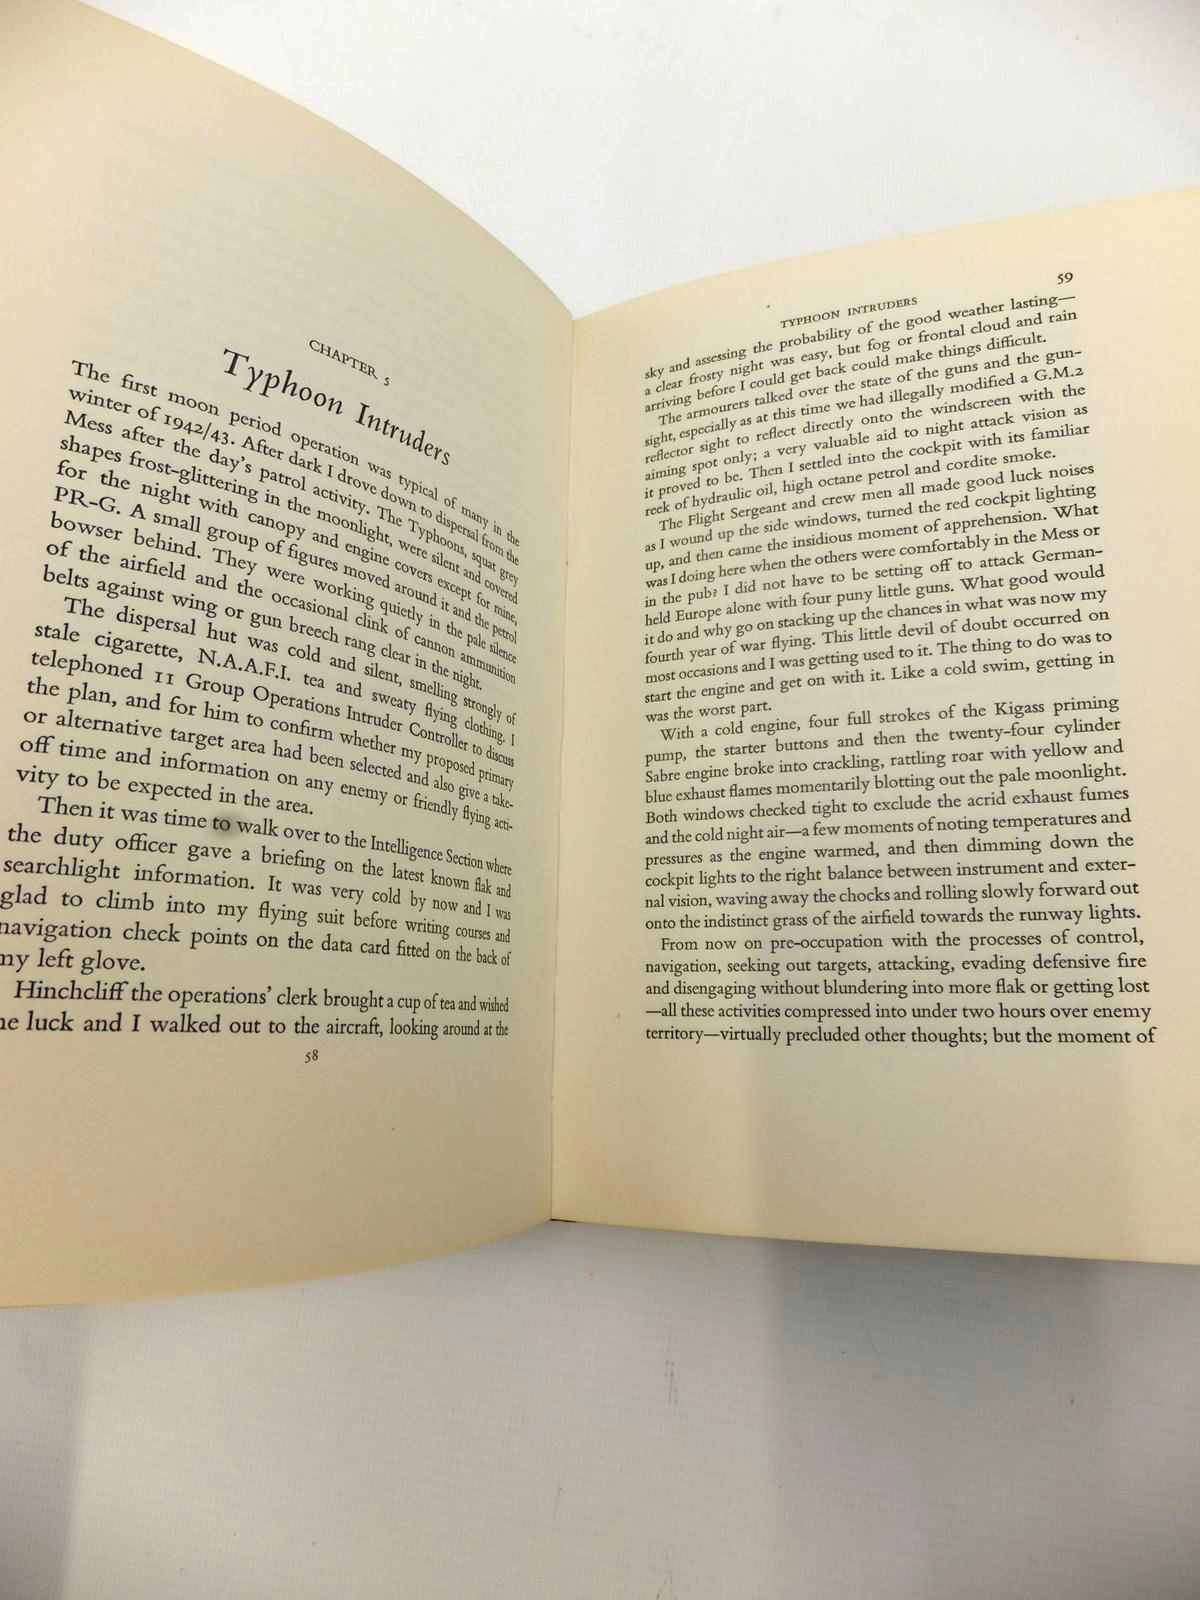 CHAPTER 5
Typhoon Intruders
The first moon period operation was typical of many in the
winter of 1942/43. After dark I drove down to dispersal from the
Mess after the day's patrol activity. The Typhoons, squat grey
shapes frost-glittering in the moonlight, were silent and covered
for the night with canopy and engine covers except for mine,
PR-G. A small group of figures moved around it and the petrol
bowser behind. They were working quietly in the pale silence
of the airfield and the occasional clink of cannon ammunition
belts against wing or gun breech rang clear in the night.
The dispersal hut was cold and silent, smelling strongly of
stale cigarette, N.A.A.F.I. tea and sweaty flying clothing. I
telephoned 11 Group Operations Intruder Controller to discuss
the plan, and for him to confirm whether my proposed primary
or alternative target area had been selected and also give a take-
off time and information on any enemy or friendly flying acti-
vity to be expected in the area.
Then it was time to walk over to the Intelligence Section where
the duty officer gave a briefing on the latest known flak and
searchlight information. It was very cold by now and I was
glad to climb into my flying suit before writing courses and
navigation check points on the data card fitted on the back of
my left glove.
Hinchcliff the operations' clerk brought a cup of tea and wished
me luck and I walked out to the aircraft, looking around at the
58
59
TYPHOON INTRUDERS
sky and assessing the probability of the good weather lasting—
a clear frosty night was easy, but fog or frontal cloud and rain
arriving before I could get back could make things difficult.
The armourers talked over the state of the guns and the gun-
sight, especially as at this time we had illegally modified a G.M.2
reflector sight to reflect directly onto the windscreen with the
aiming spot only; a very valuable aid to night attack vision as
it proved to be. Then I settled into the cockpit with its familiar
reek of hydraulic oil, high octane petrol and cordite smoke.
The Flight Sergeant and crew men all made good luck noises
as I wound up the side windows, turned the red cockpit lighting
up, and then came the insidious moment of apprehension. What
was I doing here when the others were comfortably in the Mess or
in the pub? I did not have to be setting off to attack German-
held Europe alone with four puny little guns. What good would
it do and why go on stacking up the chances in what was now my
fourth year of war flying. This little devil of doubt occurred on
most occasions and I was getting used to it. The thing to do was to
start the engine and get on with it. Like a cold swim, getting in
was the worst part.
With a cold engine, four full strokes of the Kigass priming
pump, the starter buttons and then the twenty-four cylinder
Sabre engine broke into crackling, rattling roar with yellow and
blue exhaust flames momentarily blotting out the pale moonlight.
Both windows checked tight to exclude the acrid exhaust fumes
and the cold night air—a few moments of noting temperatures and
pressures as the engine warmed, and then dimming down the
cockpit lights to the right balance between instrument and exter-
nal vision, waving away the chocks and rolling slowly forward out
onto the indistinct grass of the airfield towards the runway lights.
From now on pre-occupation with the processes of control,
navigation, seeking out targets, attacking, evading defensive fire
and disengaging without blundering into more flak or getting lost
—all these activities compressed into under two hours over enemy
territory—virtually precluded other thoughts; but the moment of